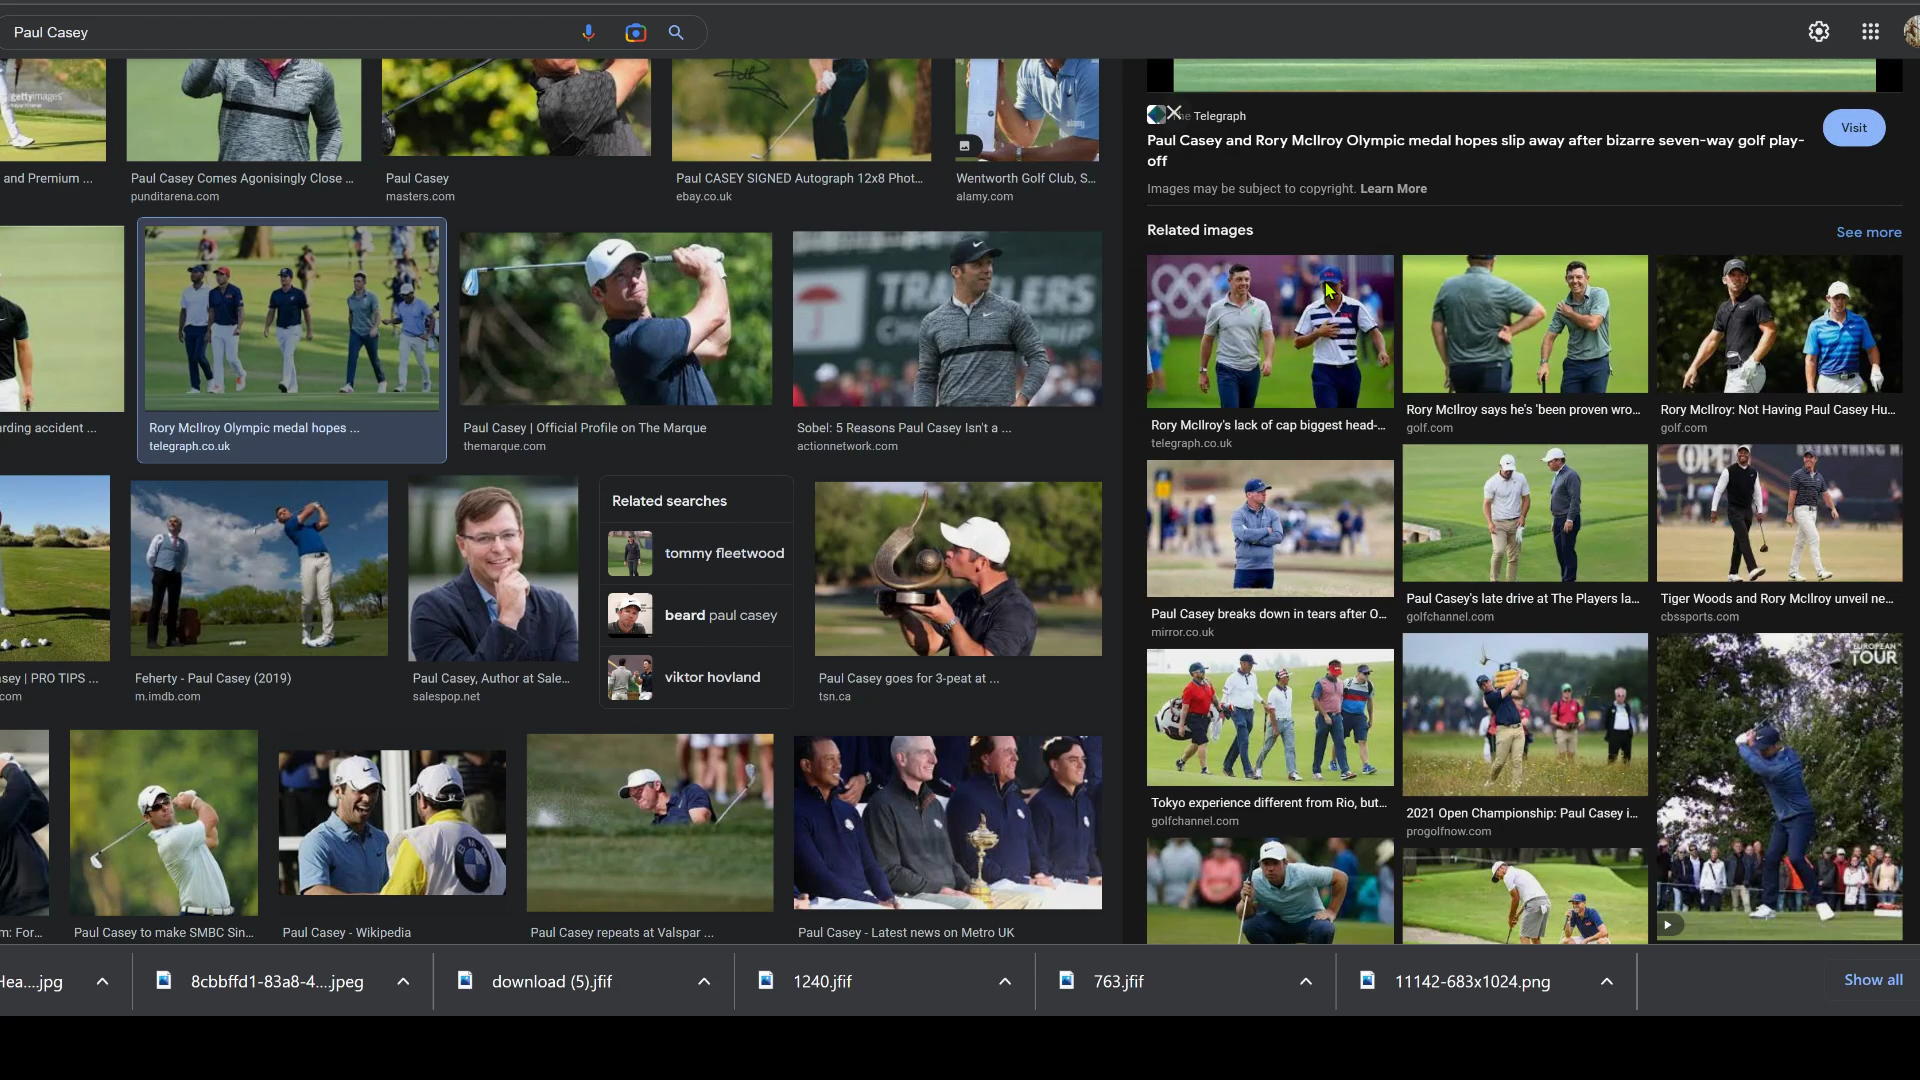 Paul Casey
gettyimages
and Premium ...
Paul Casey Comes Agonisingly Close ...
punditarena.com
Paul Casey
masters.com
Paul CASEY SIGNED Autograph 12x8 Phot...
ebay.co.uk
alamy
Wentworth Golf Club, S...
alamy.com
rding accident ...
Rory McIlroy Olympic medal hopes ...
telegraph.co.uk
Paul Casey | Official Profile on The Marque
themarque.com
TRAVELERS
Sobel: 5 Reasons Paul Casey Isn't a ...
actionnetwork.com
sey | PRO TIPS ...
com
Feherty - Paul Casey (2019)
m.imdb.com
Paul Casey, Author at Sale...
salespop.net
Related searches
tommy fleetwood
beard paul casey
viktor hovland
Paul Casey goes for 3-peat at ...
tsn.ca
m: For...
Paul Casey to make SMBC Sin...
BMW
Paul Casey - Wikipedia
Paul Casey repeats at Valspar ...
Paul Casey - Latest news on Metro UK
The Telegraph
Visit
Paul Casey and Rory McIlroy Olympic medal hopes slip away after bizarre seven-way golf play-
off
Images may be subject to copyright. Learn More
Related images
See more
Rory McIlroy's lack of cap biggest head-...
telegraph.co.uk
Rory McIlroy says he's 'been proven wro...
golf.com
Rory McIlroy: Not Having Paul Casey Hu...
golf.com
Paul Casey breaks down in tears after O...
mirror.co.uk
Paul Casey's late drive at The Players la...
golfchannel.com
OPEN
EVERYTHING
Tiger Woods and Rory McIlroy unveil ne...
cbssports.com
Tokyo experience different from Rio, but...
golfchannel.com
2021 Open Championship: Paul Casey i...
progolfnow.com
EUROPEAN
TOUR
Hea....jpg
8cbbffd1-83a8-4....jpeg
download (5).jfif
1240.jfif
763.jfif
11142-683x1024.png
Show all